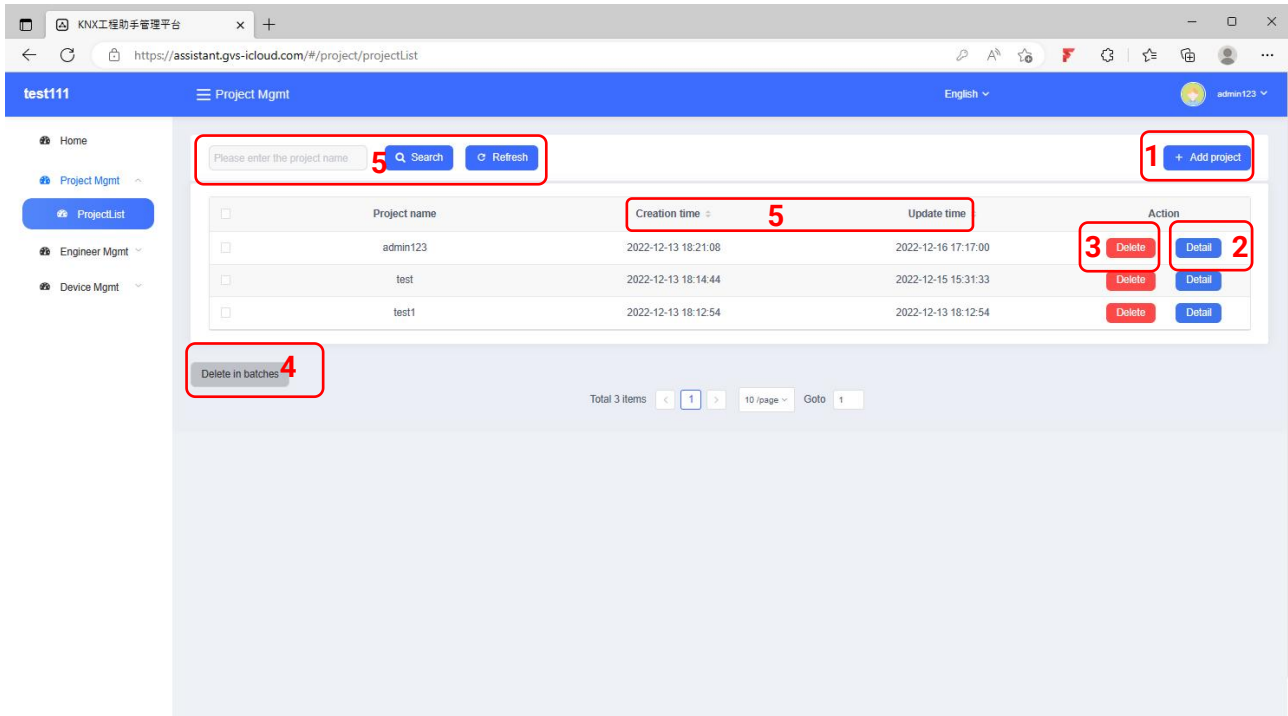 KNX工程助手管理平台
https://assistant.gvs-icloud.com/#/project/projectList
test111 Project Mgmt English admin123
Home
Project Mgmt
ProjectList
Engineer Mgmt
Device Mgmt
Please enter the project name 5 Search Refresh 1 + Add project
Project name Creation time 5 Update time Action
admin123 2022-12-13 18:21:08 2022-12-16 17:17:00 3 Delete Detail 2
test 2022-12-13 18:14:44 2022-12-15 15:31:33 Delete Detail
test1 2022-12-13 18:12:54 2022-12-13 18:12:54 Delete Detail
Delete in batches 4
Total 3 items < 1 > 10 /page Goto 1